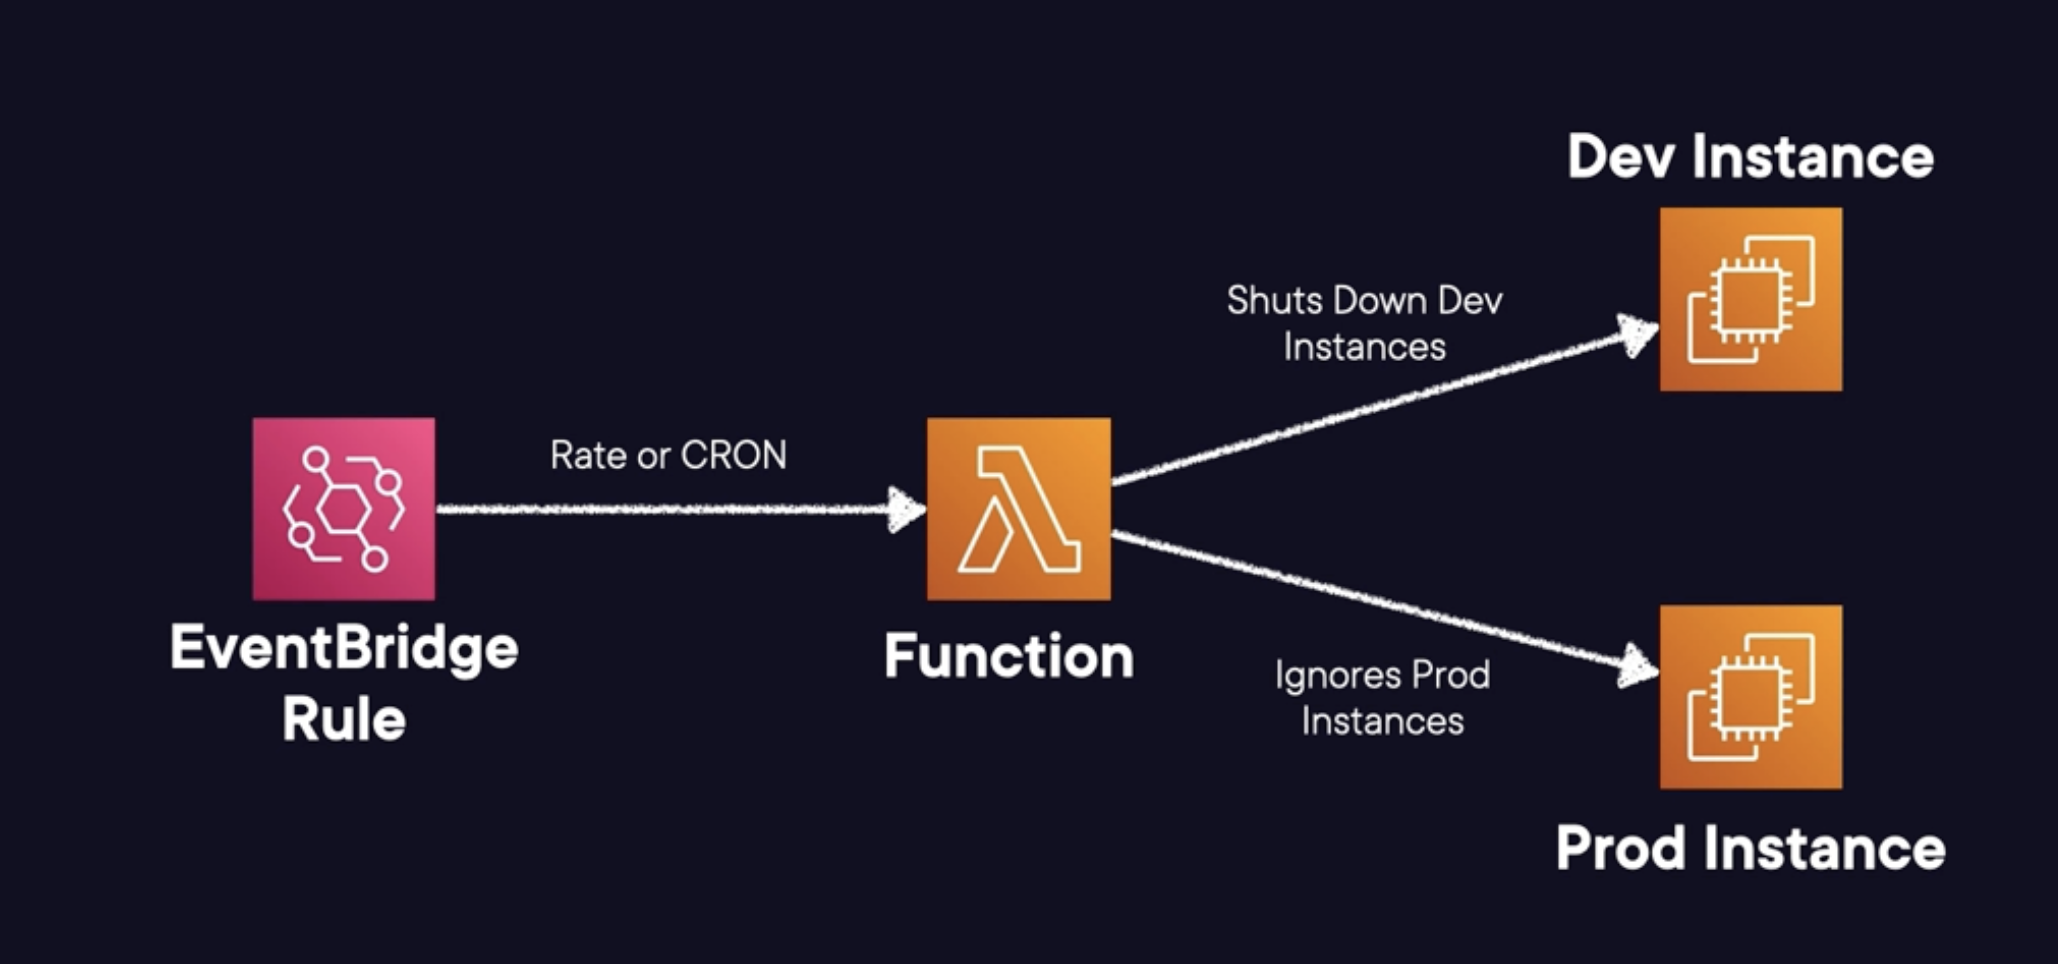 Dev Instance
Shuts Down Dev
Instances
Rate or CRON
EventBridge
Rule
Function
Ignores Prod
Instances
Prod Instance